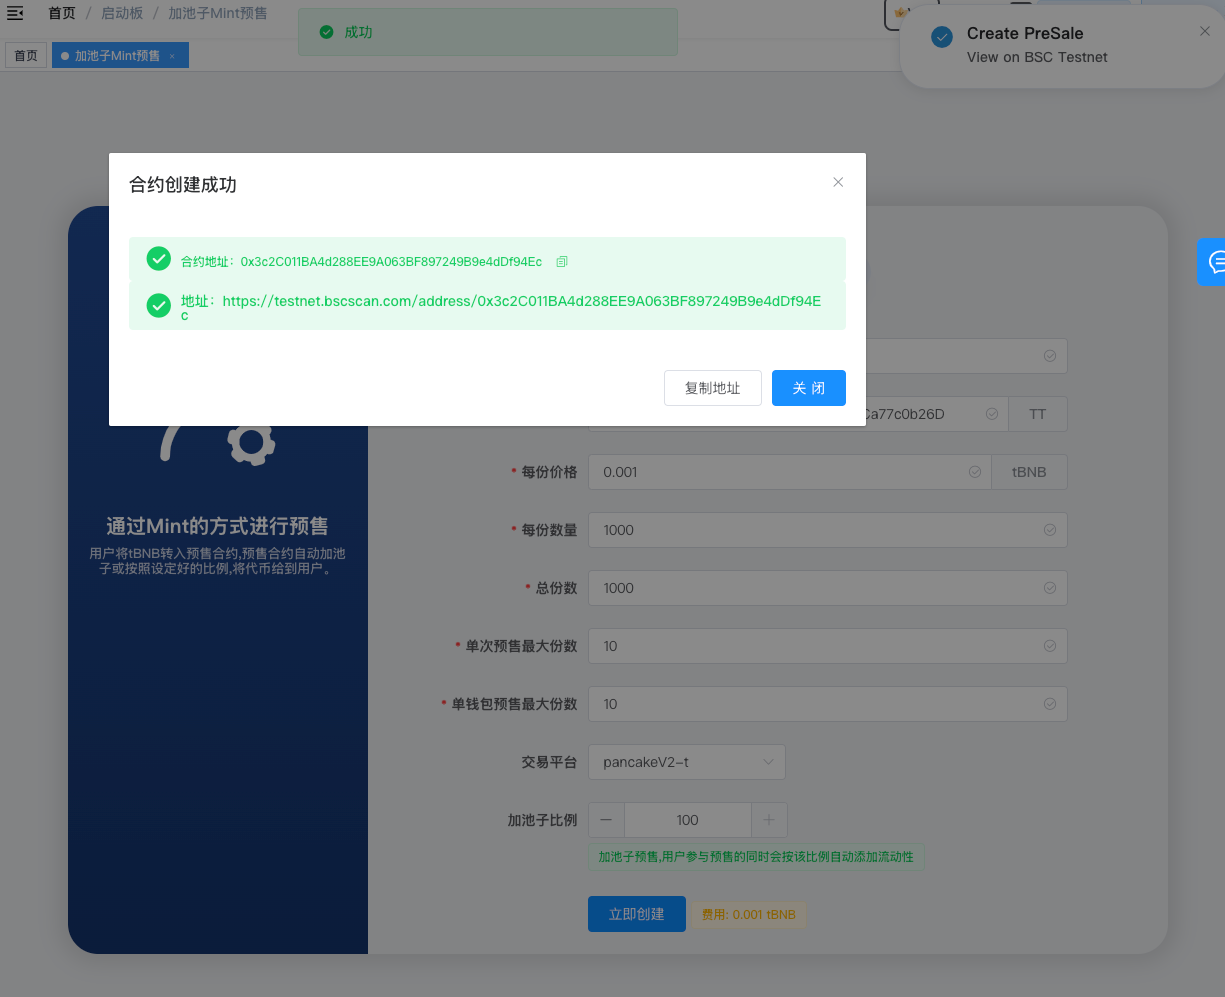 首页 / 启动板 / 加池子Mint预售
成功
Create PreSale
View on BSC Testnet
首页
加池子Mint预售 ×
合约创建成功
合约地址：0x3c2C011BA4d288EE9A063BF897249B9e4dDf94Ec
地址：https://testnet.bscscan.com/address/0x3c2C011BA4d288EE9A063BF897249B9e4dDf94E
c
复制地址
关 闭
Ca77c0b26D
TT
* 每份价格
0.001
tBNB
* 每份数量
1000
* 总份数
1000
* 单次预售最大份数
10
* 单钱包预售最大份数
10
交易平台
pancakeV2-t
加池子比例
100
加池子预售,用户参与预售的同时会按该比例自动添加流动性
立即创建
费用: 0.001 tBNB
通过Mint的方式进行预售
用户将tBNB转入预售合约,预售合约自动加池
子或按照设定好的比例,将代币给到用户。